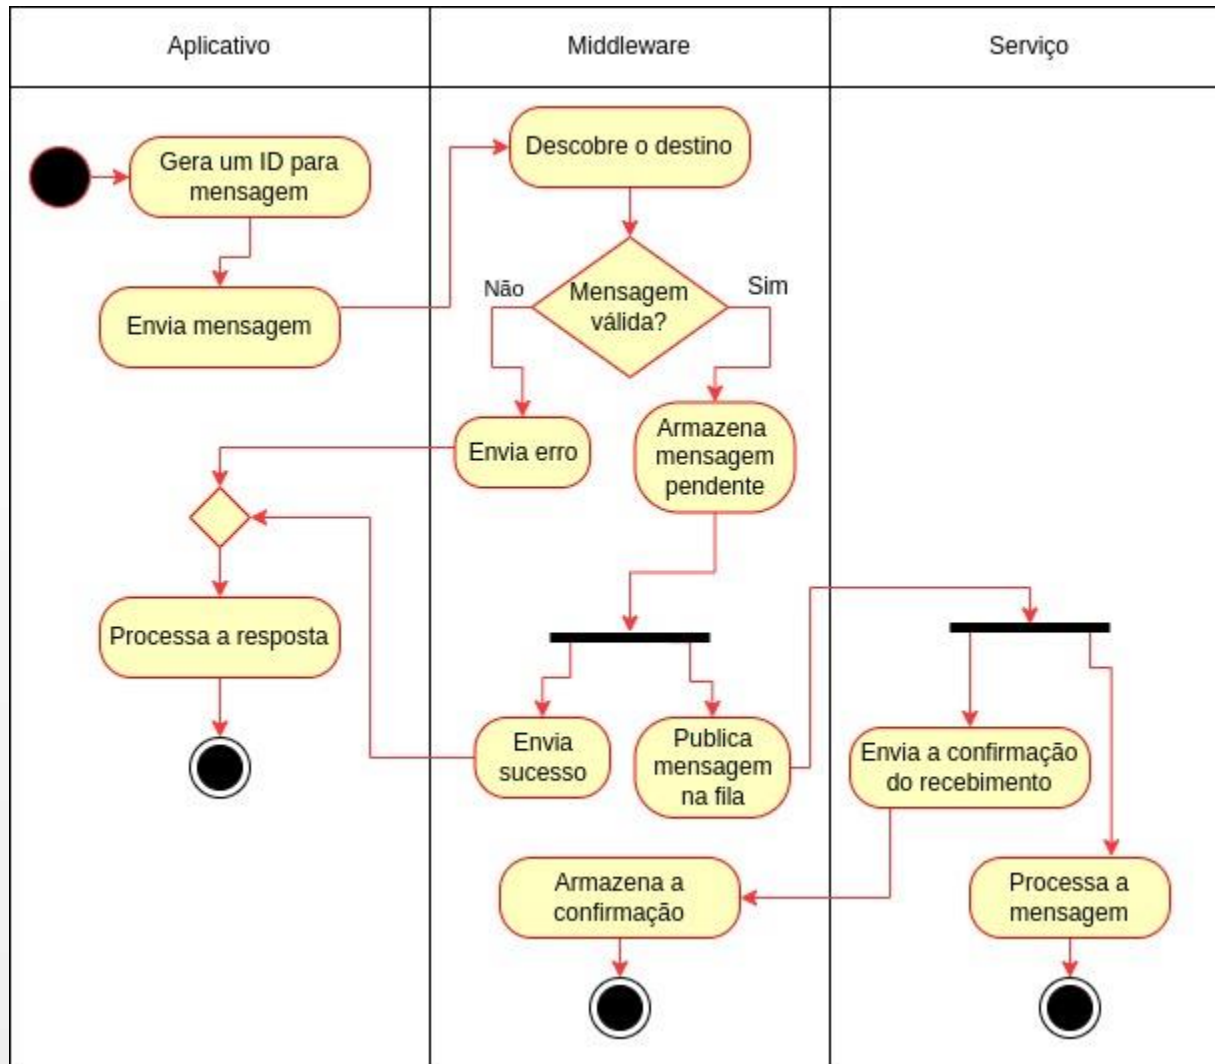 Aplicativo
Middleware
Serviço
Gera um ID para
mensagem
Envia mensagem
Descobre o destino
Mensagem
válida?
Não
Sim
Envia erro
Armazena
mensagem
pendente
Processa a resposta
Envia
sucesso
Publica
mensagem
na fila
Envia a confirmação
do recebimento
Armazena a
confirmação
Processa a
mensagem